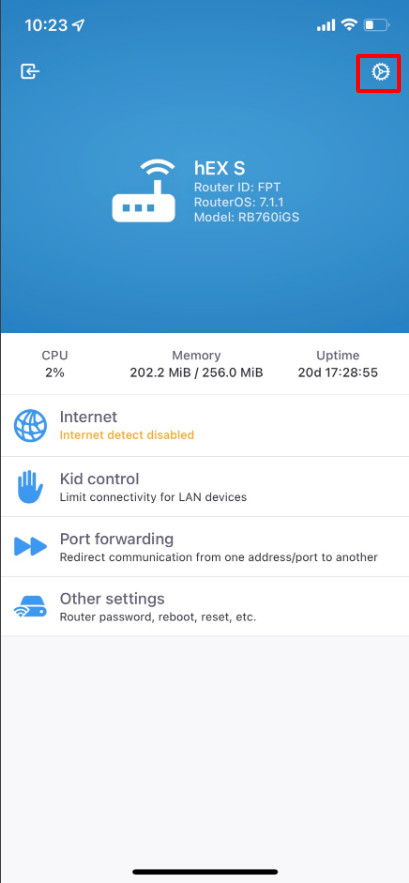 10:23
hEX S
Router ID: FPT
RouterOS: 7.1.1
Model: RB760iGS
CPU Memory Uptime
2% 202.2 MiB / 256.0 MiB 20d 17:28:55
Internet
Internet detect disabled
Kid control
Limit connectivity for LAN devices
Port forwarding
Redirect communication from one address/port to another
Other settings
Router password, reboot, reset, etc.